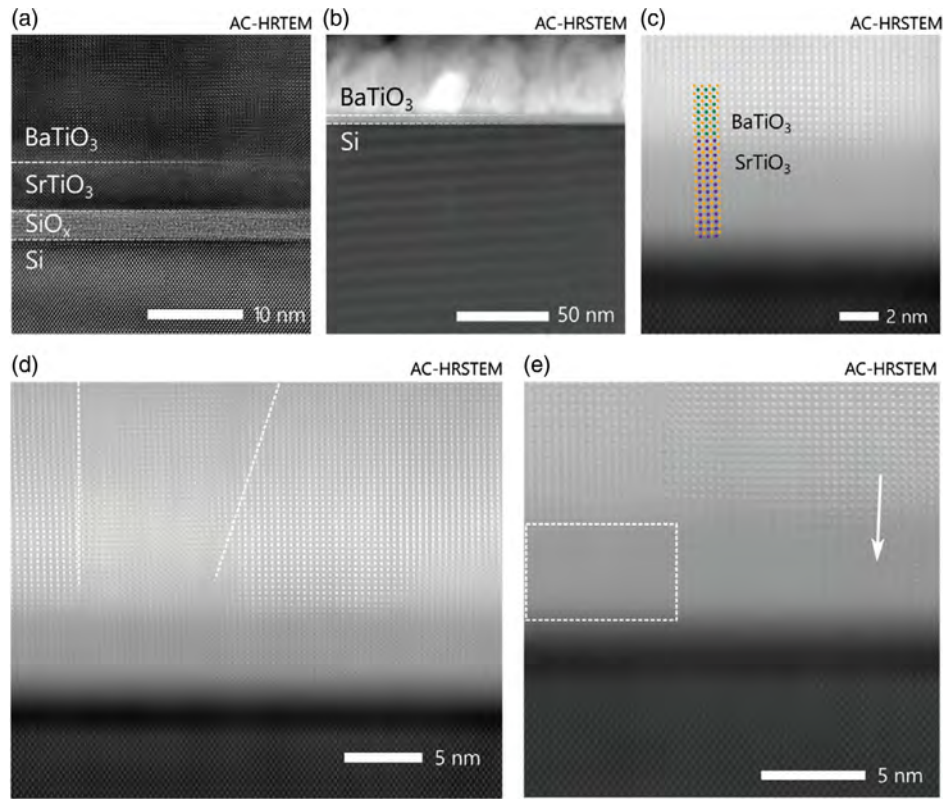 (a) AC-HRTEM
BaTiO₃
SrTiO₃
SiOₓ
Si
10 nm
(b) AC-HRSTEM
BaTiO₃
Si
50 nm
(c) AC-HRSTEM
BaTiO₃
SrTiO₃
2 nm
(d) AC-HRSTEM
5 nm
(e) AC-HRSTEM
5 nm